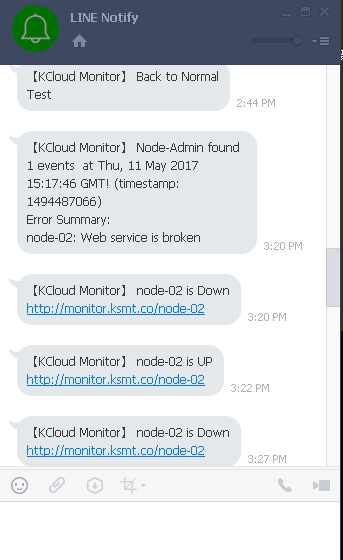 LINE Notify
【KCloud Monitor】 Back to Normal
Test
2:44 PM
【KCloud Monitor】 Node-Admin found
1 events  at Thu, 11 May 2017
15:17:46 GMT! (timestamp:
1494487066)
Error Summary:
node-02: Web service is broken
3:20 PM
【KCloud Monitor】 node-02 is Down
http://monitor.ksmt.co/node-02
3:20 PM
【KCloud Monitor】 node-02 is UP
http://monitor.ksmt.co/node-02
3:22 PM
【KCloud Monitor】 node-02 is Down
http://monitor.ksmt.co/node-02
3:27 PM